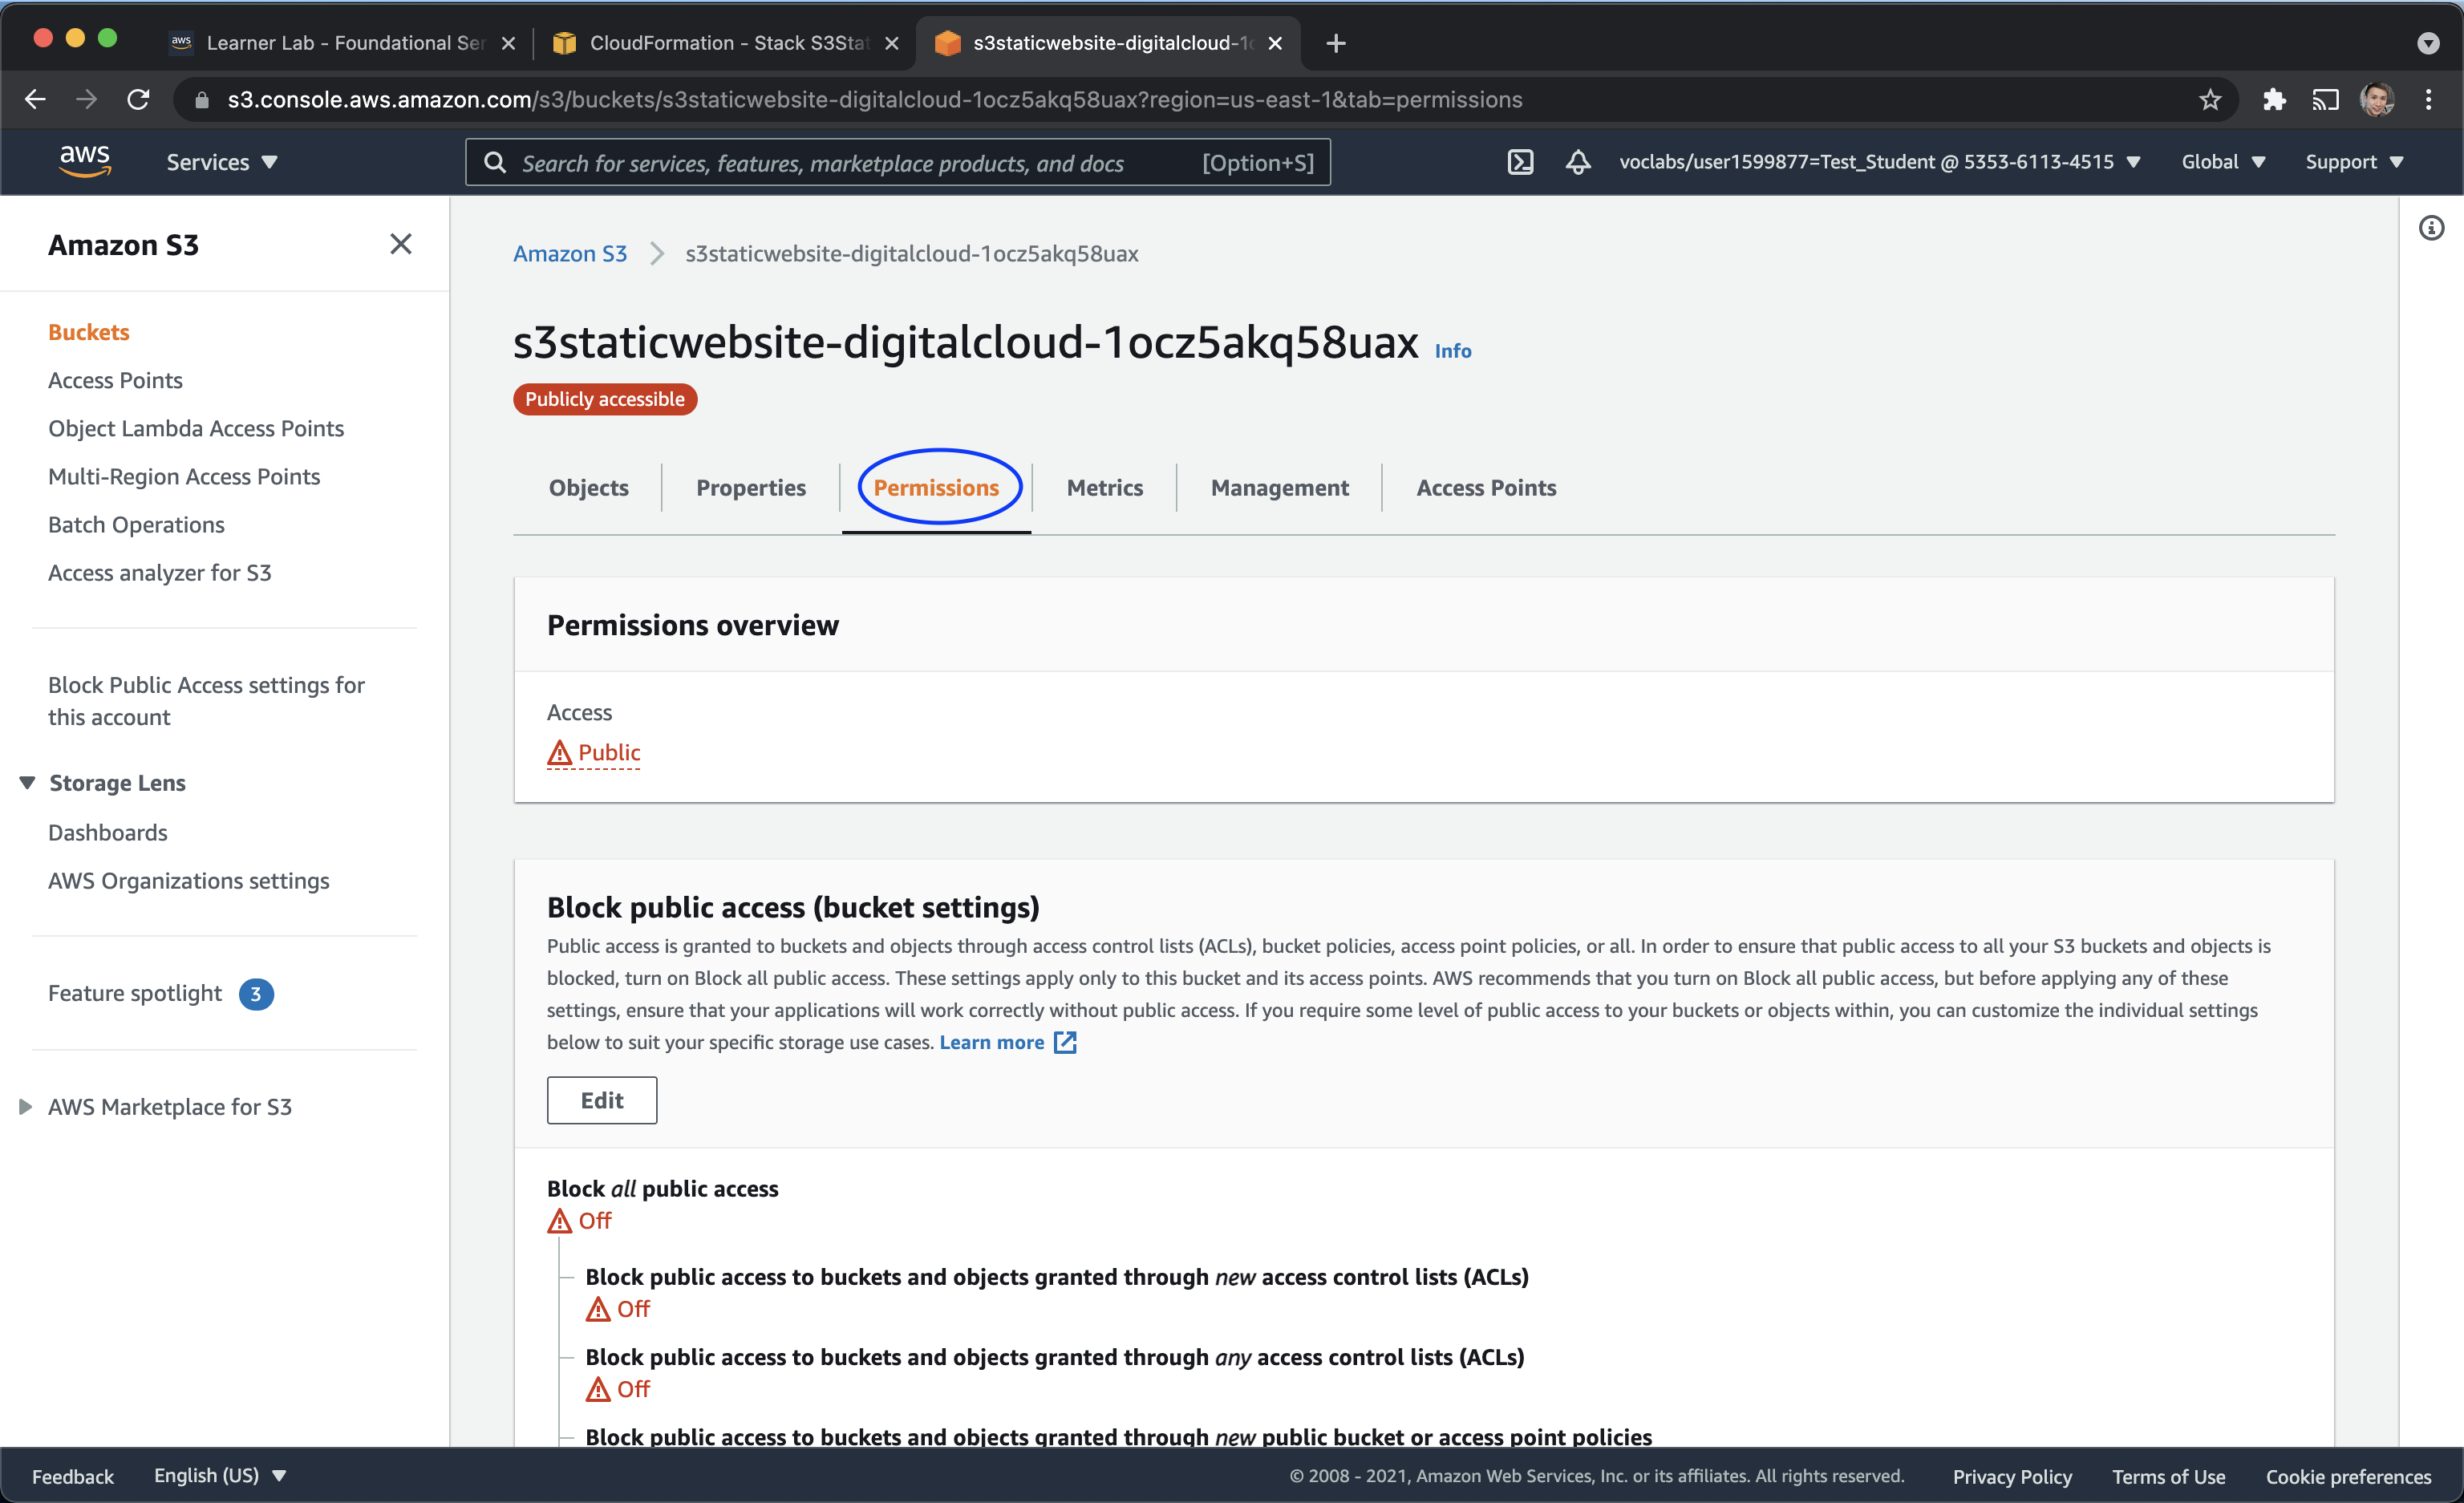 Learner Lab - Foundational Ser
CloudFormation - Stack S3Stat
s3staticwebsite-digitalcloud-1o
s3.console.aws.amazon.com/s3/buckets/s3staticwebsite-digitalcloud-1ocz5akq58uax?region=us-east-1&tab=permissions
aws
Services
Search for services, features, marketplace products, and docs
[Option+S]
voclabs/user1599877=Test_Student @ 5353-6113-4515
Global
Support
Amazon S3
Buckets
Access Points
Object Lambda Access Points
Multi-Region Access Points
Batch Operations
Access analyzer for S3
Block Public Access settings for
this account
Storage Lens
Dashboards
AWS Organizations settings
Feature spotlight 3
AWS Marketplace for S3
Amazon S3
s3staticwebsite-digitalcloud-1ocz5akq58uax
s3staticwebsite-digitalcloud-1ocz5akq58uax Info
Publicly accessible
Objects
Properties
Permissions
Metrics
Management
Access Points
Permissions overview
Access
Public
Block public access (bucket settings)
Public access is granted to buckets and objects through access control lists (ACLs), bucket policies, access point policies, or all. In order to ensure that public access to all your S3 buckets and objects is
blocked, turn on Block all public access. These settings apply only to this bucket and its access points. AWS recommends that you turn on Block all public access, but before applying any of these
settings, ensure that your applications will work correctly without public access. If you require some level of public access to your buckets or objects within, you can customize the individual settings
below to suit your specific storage use cases. Learn more
Edit
Block all public access
Off
Block public access to buckets and objects granted through new access control lists (ACLs)
Off
Block public access to buckets and objects granted through any access control lists (ACLs)
Off
Block public access to buckets and objects granted through new public bucket or access point policies
Feedback
English (US)
© 2008 - 2021, Amazon Web Services, Inc. or its affiliates. All rights reserved.
Privacy Policy
Terms of Use
Cookie preferences